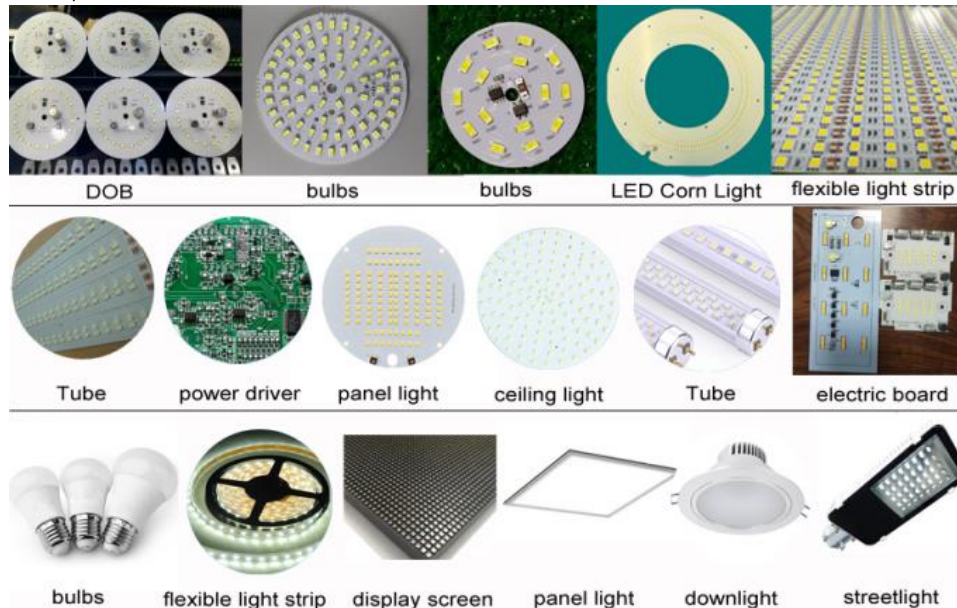 DOB
bulbs
bulbs
LED Corn Light
flexible light strip
Tube
power driver
panel light
ceiling light
Tube
electric board
bulbs
flexible light strip
display screen
panel light
downlight
streetlight